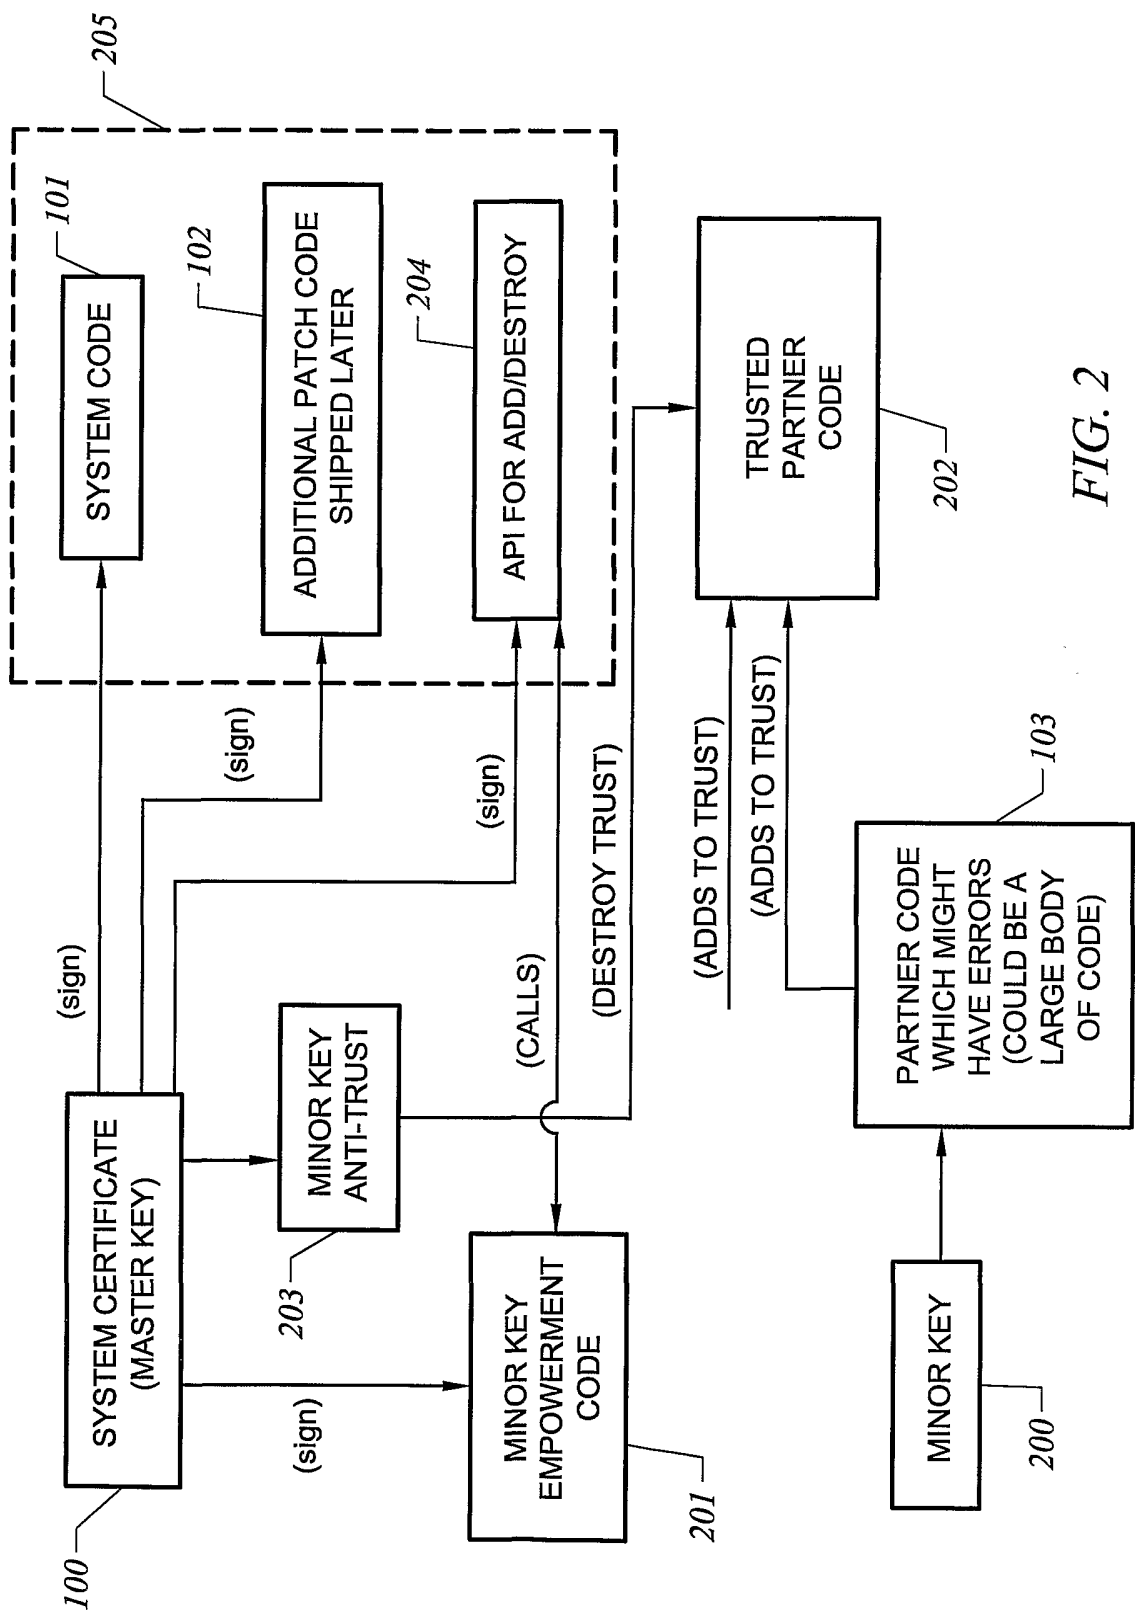 205
101
SYSTEM CODE
102
ADDITIONAL PATCH CODE
SHIPPED LATER
204
API FOR ADD/DESTROY
(sign)
(sign)
(sign)
(CALLS)
(DESTROY TRUST)
SYSTEM CERTIFICATE
(MASTER KEY)
100
MINOR KEY
ANTI-TRUST
203
(sign)
MINOR KEY
EMPOWERMENT
CODE
201
(ADDS TO TRUST)
(ADDS TO TRUST)
TRUSTED
PARTNER
CODE
202
PARTNER CODE
WHICH MIGHT
HAVE ERRORS
(COULD BE A
LARGE BODY
OF CODE)
103
MINOR KEY
200
FIG. 2